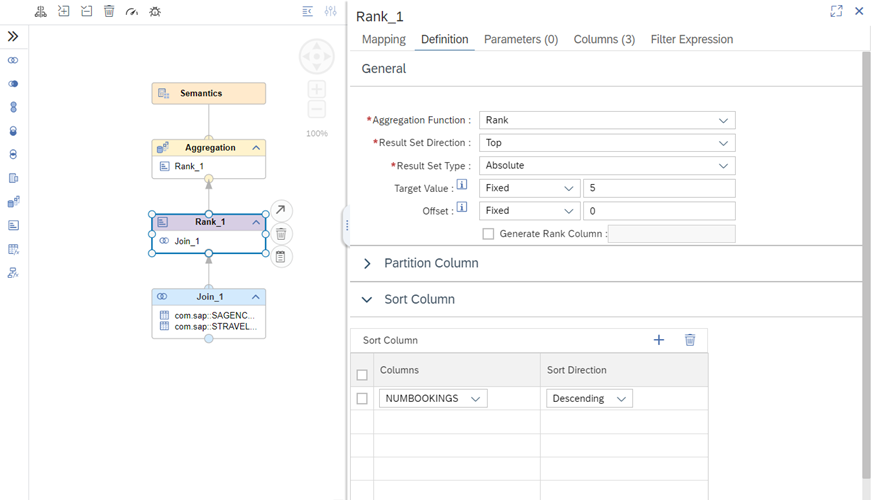 Rank_1
Mapping Definition Parameters (0) Columns (3) Filter Expression
General
*Aggregation Function : Rank
*Result Set Direction : Top
*Result Set Type : Absolute
Target Value : Fixed 5
Offset : Fixed 0
Generate Rank Column :
Partition Column
Sort Column
Sort Column
Columns Sort Direction
NUMBOOKINGS Descending
Semantics
Aggregation
Rank_1
Rank_1
Join_1
Join_1
com.sap::SAGENC...
com.sap::STRAVEL...
100%